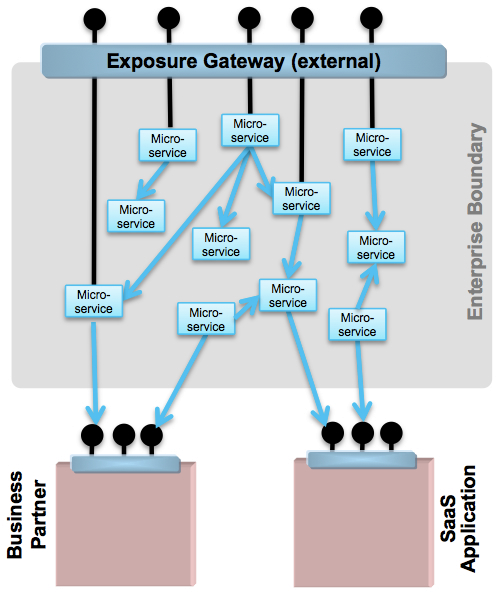 Exposure Gateway (external)
Micro-
service
Micro-
service
Micro-
service
Micro-
service
Micro-
service
Micro-
service
Micro-
service
Micro-
service
Micro-
service
Micro-
service
Micro-
service
Enterprise Boundary
Business
Partner
SaaS
Application